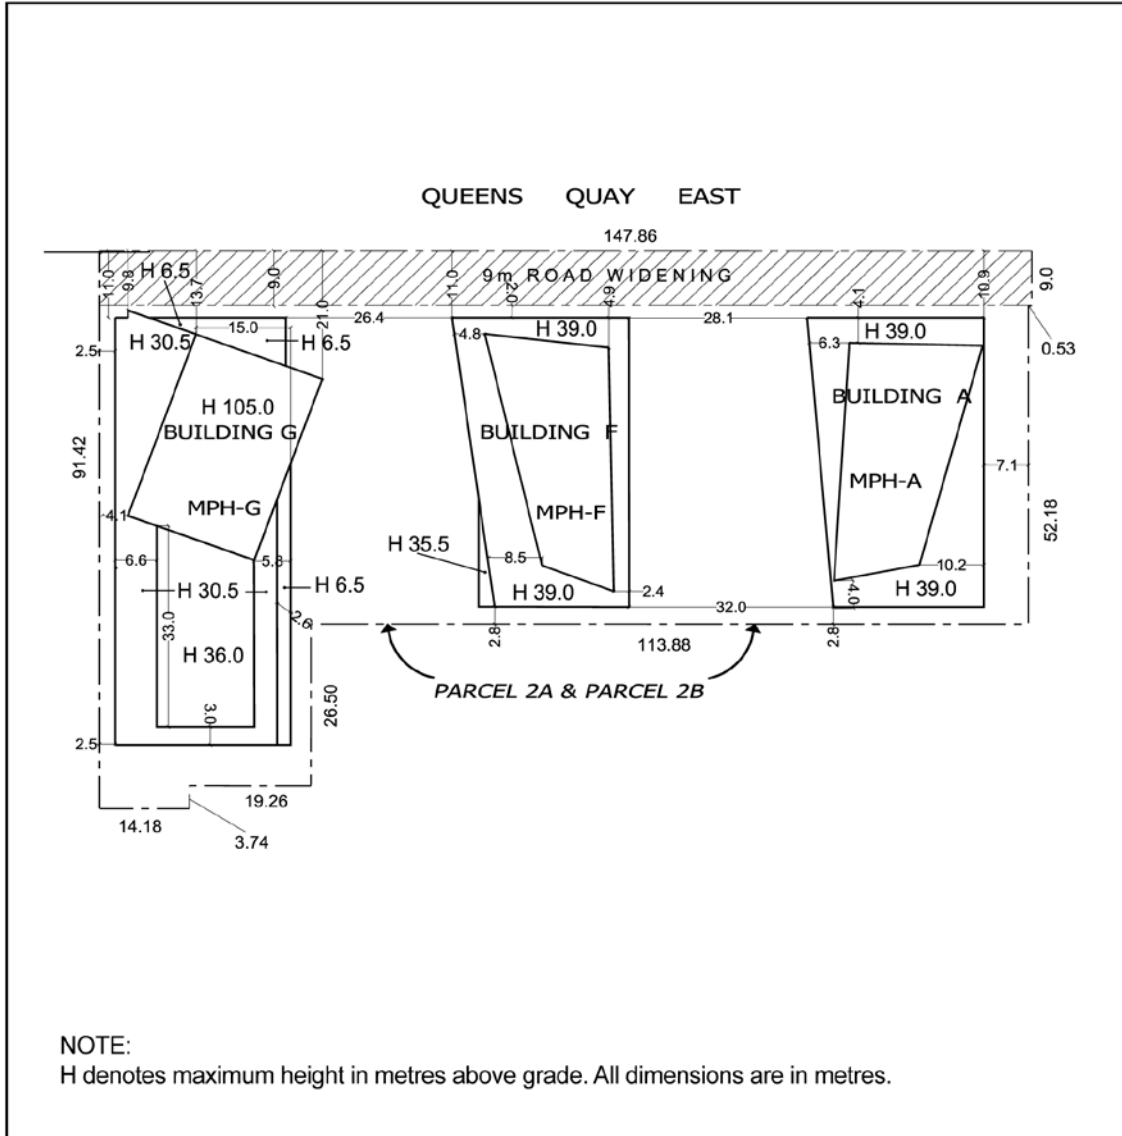 QUEENS QUAY EAST
147.86
9m ROAD WIDENING
11.0
9.8
H 6.5
13.7
9.0
21.0
11.0
2.0
4.9
4.1
10.9
9.0
26.4
28.1
15.0
H 6.5
H 30.5
2.5
4.8
H 39.0
6.3
H 39.0
0.53
H 105.0
BUILDING G
BUILDING F
BUILDING A
91.42
7.1
MPH-G
MPH-F
MPH-A
52.18
4.1
H 35.5
6.6
5.8
8.5
10.2
H 30.5
H 6.5
H 39.0
2.4
4.0
H 39.0
33.0
2.6
32.0
2.8
113.88
2.8
H 36.0
PARCEL 2A & PARCEL 2B
26.50
3.0
2.5
19.26
14.18
3.74
NOTE:
H denotes maximum height in metres above grade. All dimensions are in metres.